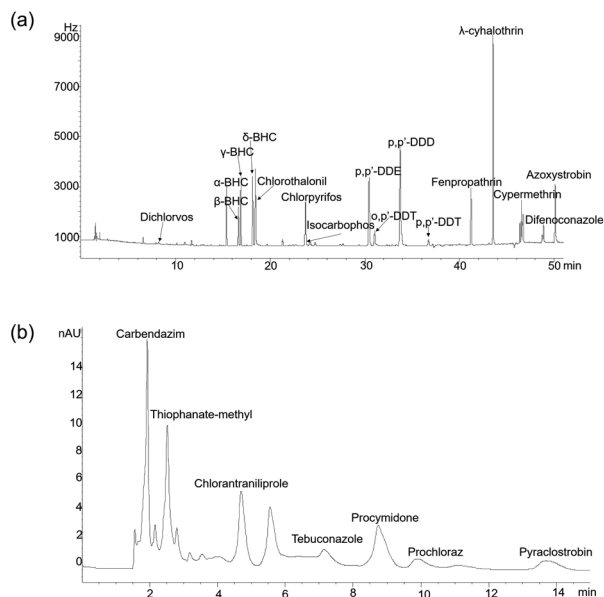 (a)
Hz
9000
λ-cyhalothrin
7000
5000
δ-BHC
p,p'-DDD
γ-BHC
p,p'-DDE
Azoxystrobin
α-BHC
Chlorothalonil
Fenpropathrin
3000
β-BHC
Chlorpyrifos
Cypermethrin
Dichlorvos
Isocarbophos
o,p'-DDT
p,p'-DDT
Difenoconazole
1000
10 20 30 40 50 min
(b)
nAU
Carbendazim
14
12
Thiophanate-methyl
10
8
Chlorantraniliprole
6
4
Procymidone
2
Tebuconazole
Prochloraz
Pyraclostrobin
0
2 4 6 8 10 12 14 min